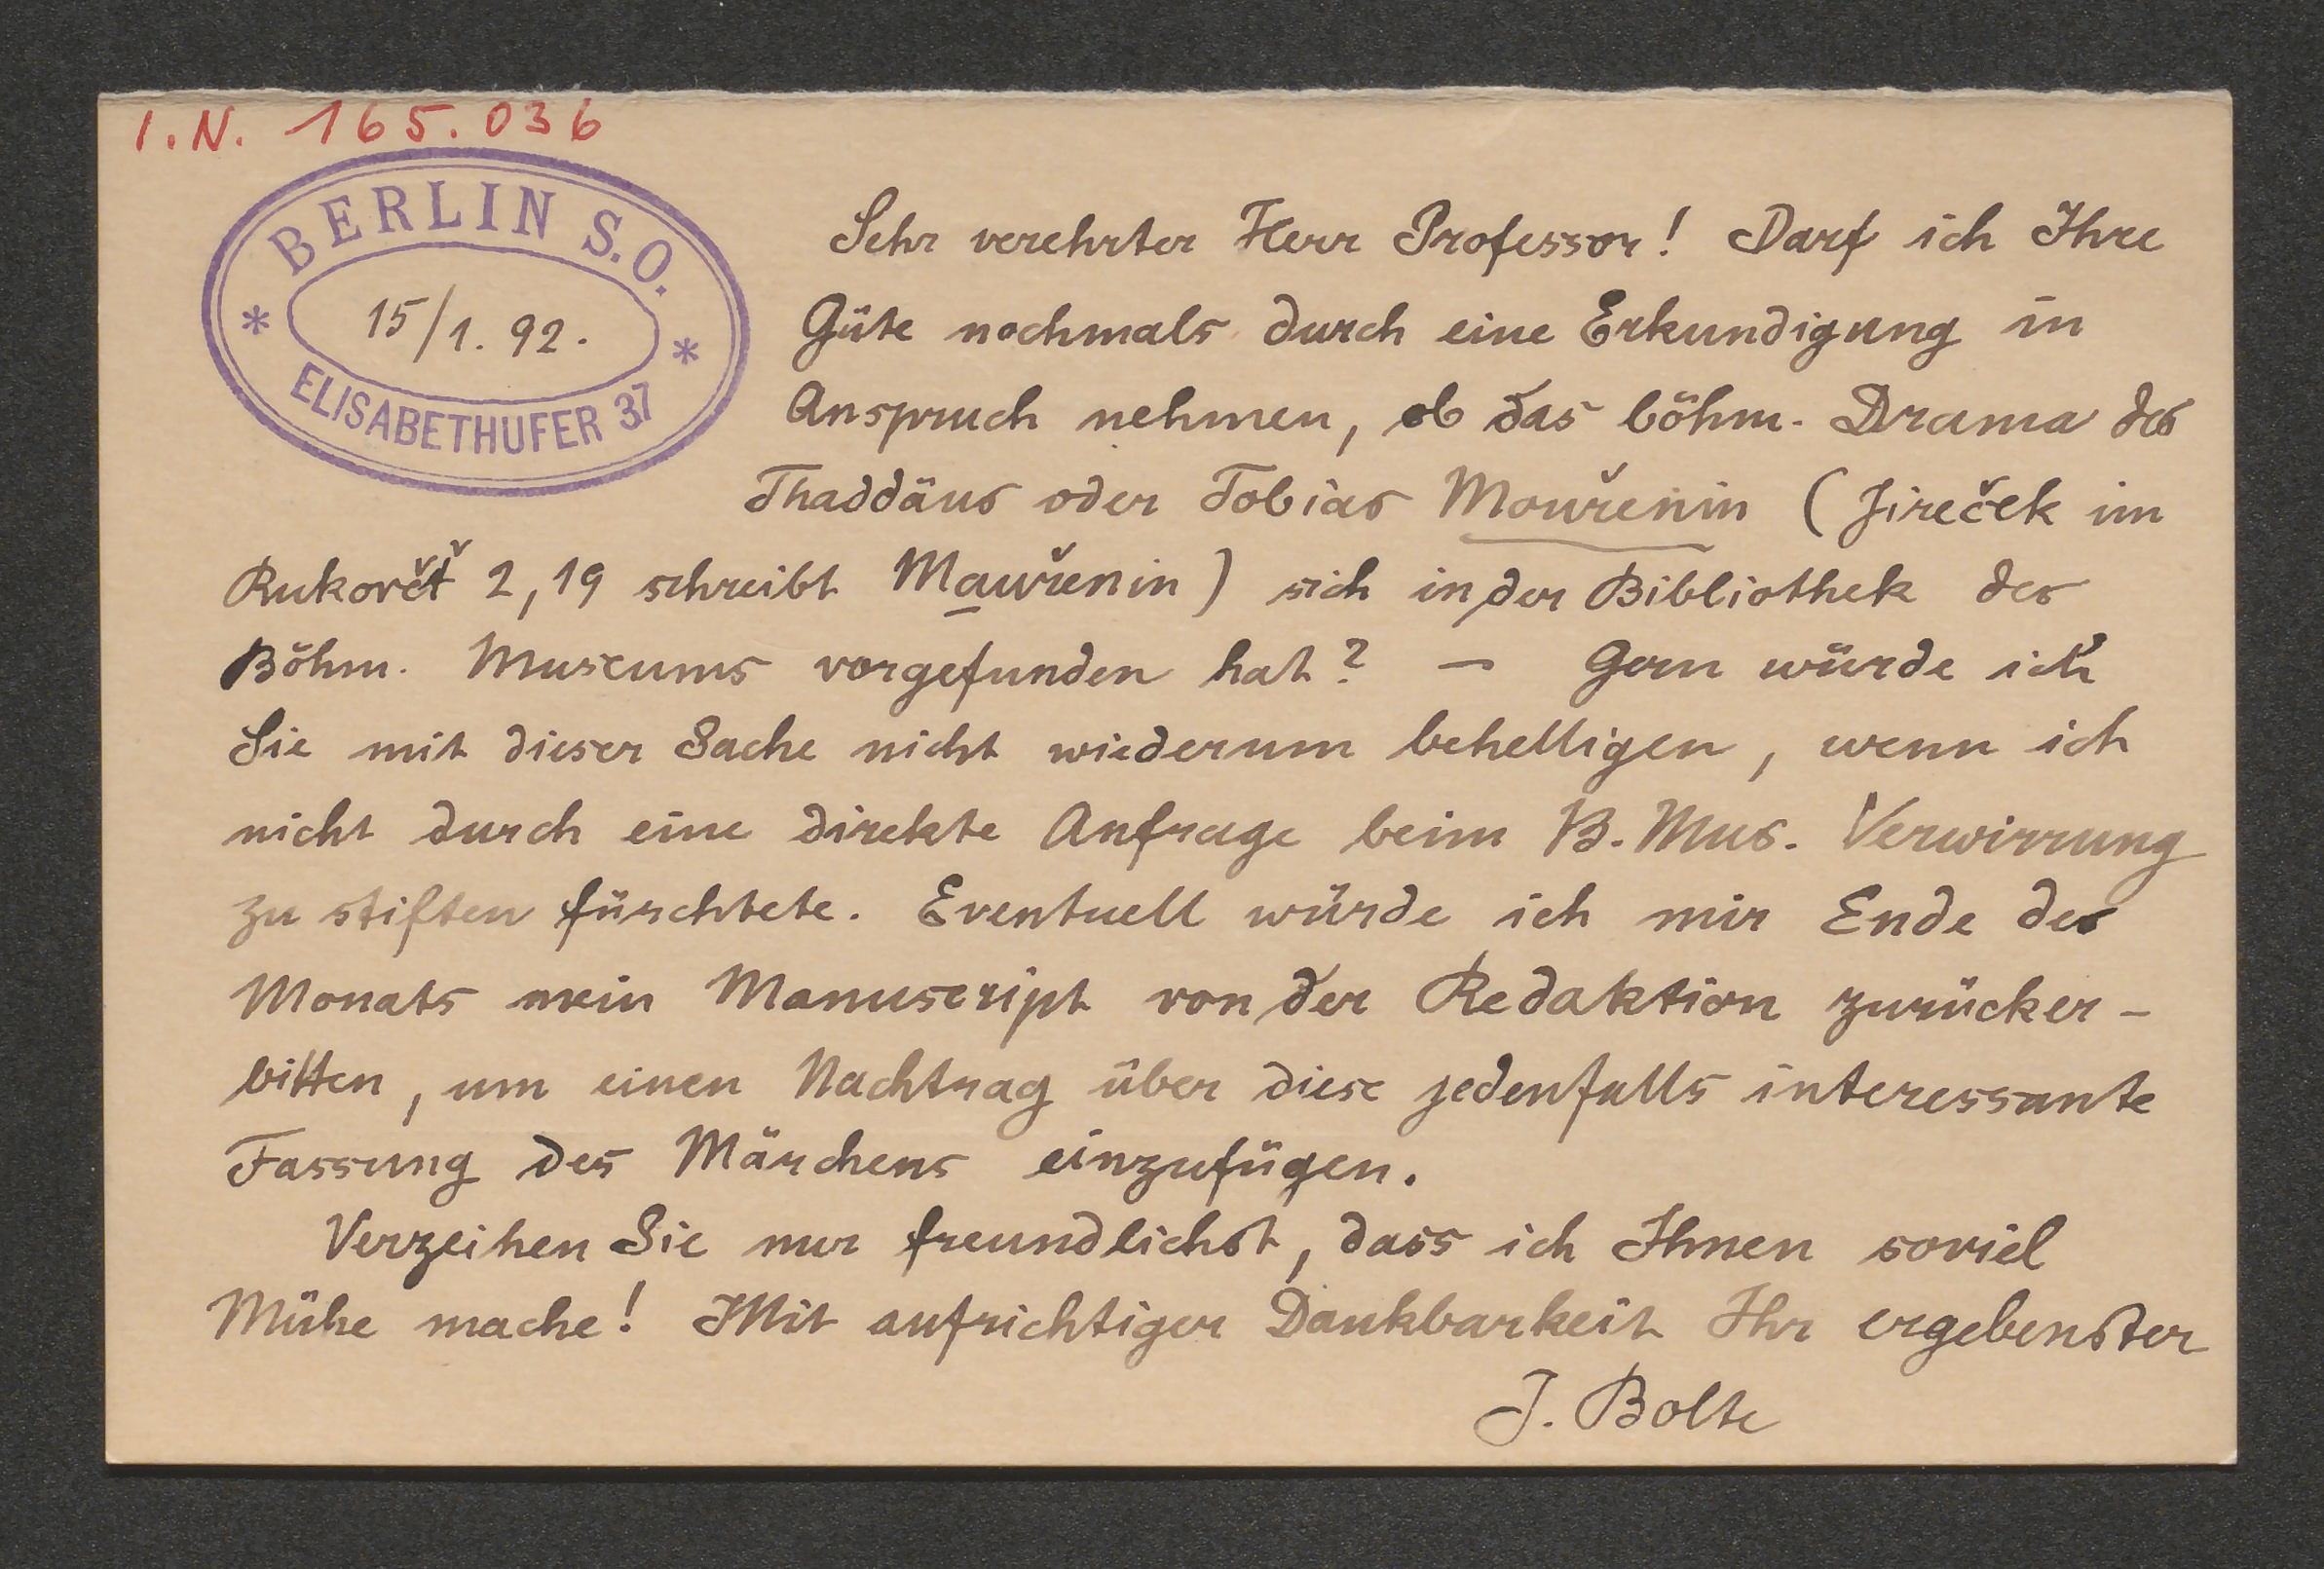 I.N. 165.036
BERLIN S.O.
15/1. 92.
ELISABETHUFER 37
Sehr verehrter Herr Professor! Darf ich Ihre
Güte nochmals durch eine Erkundigung in
Anspruch nehmen, ob das böhm. Drama des
Thaddäus oder Tobias Mouřenin (Jireček im
Rukovět 2, 19 schreibt Mauřenin) sich in der Bibliothek des
Böhm. Museums vorgefunden hat? — Gern würde ich
Sie mit dieser Sache nicht wiederum behelligen, wenn ich
nicht durch eine direkte Anfrage beim B. Mus. Verwirrung
zu stiften fürchtete. Eventuell würde ich mir Ende des
Monats mein Manuscript von der Redaktion zurücker-
bitten, um einen Nachtrag über diese jedenfalls interessante
Fassung des Märchens einzufügen.
Verzeihen Sie nur freundlichst, dass ich Ihnen soviel
Mühe mache! Mit aufrichtiger Dankbarkeit Ihr ergebenster
J. Bolte